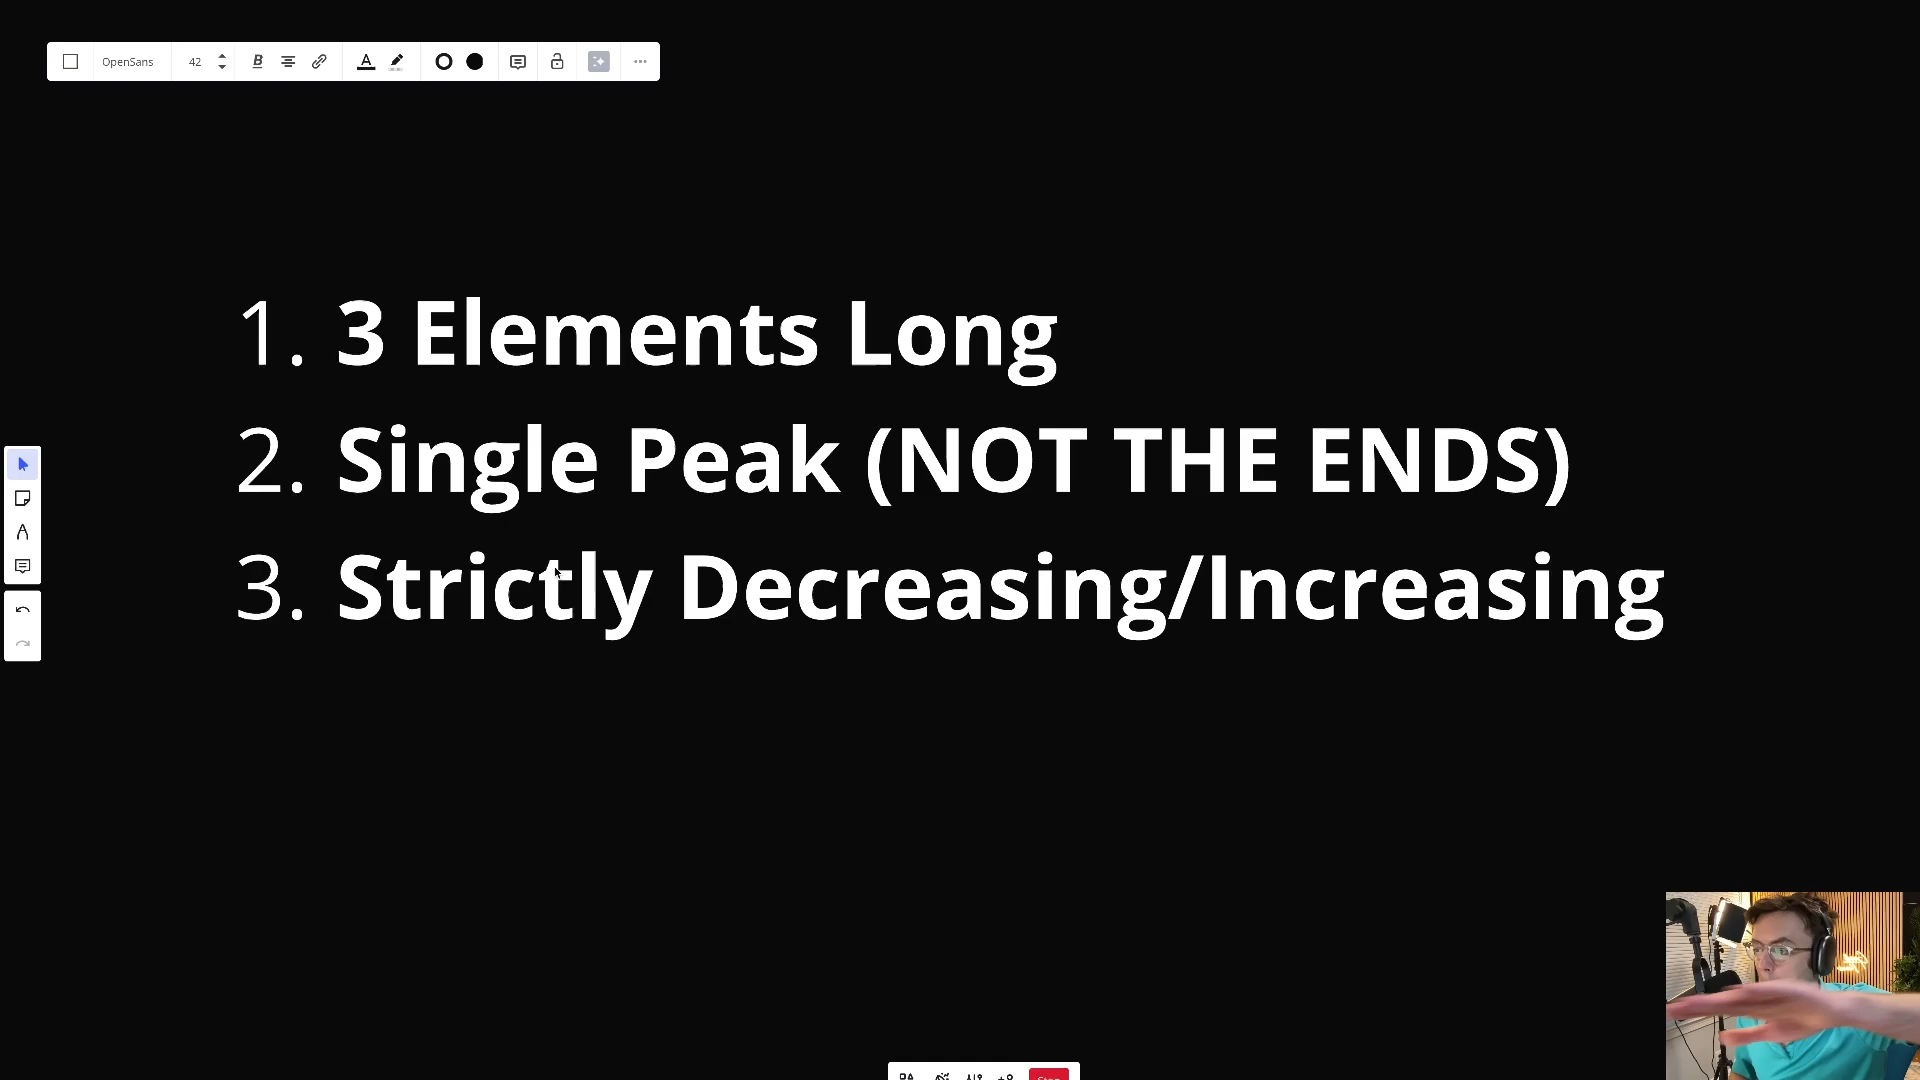 OpenSans 42 B A
1. 3 Elements Long
2. Single Peak (NOT THE ENDS)
3. Strictly Decreasing/Increasing